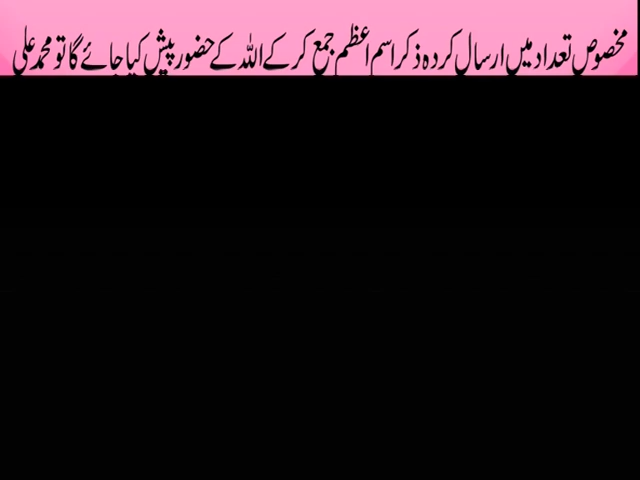 مخصوص تعداد میں ارسال کردہ ذکر اسم اعظم جمع کر کے اللہ کے حضور پیش کیا جائے گا تو محمد علی